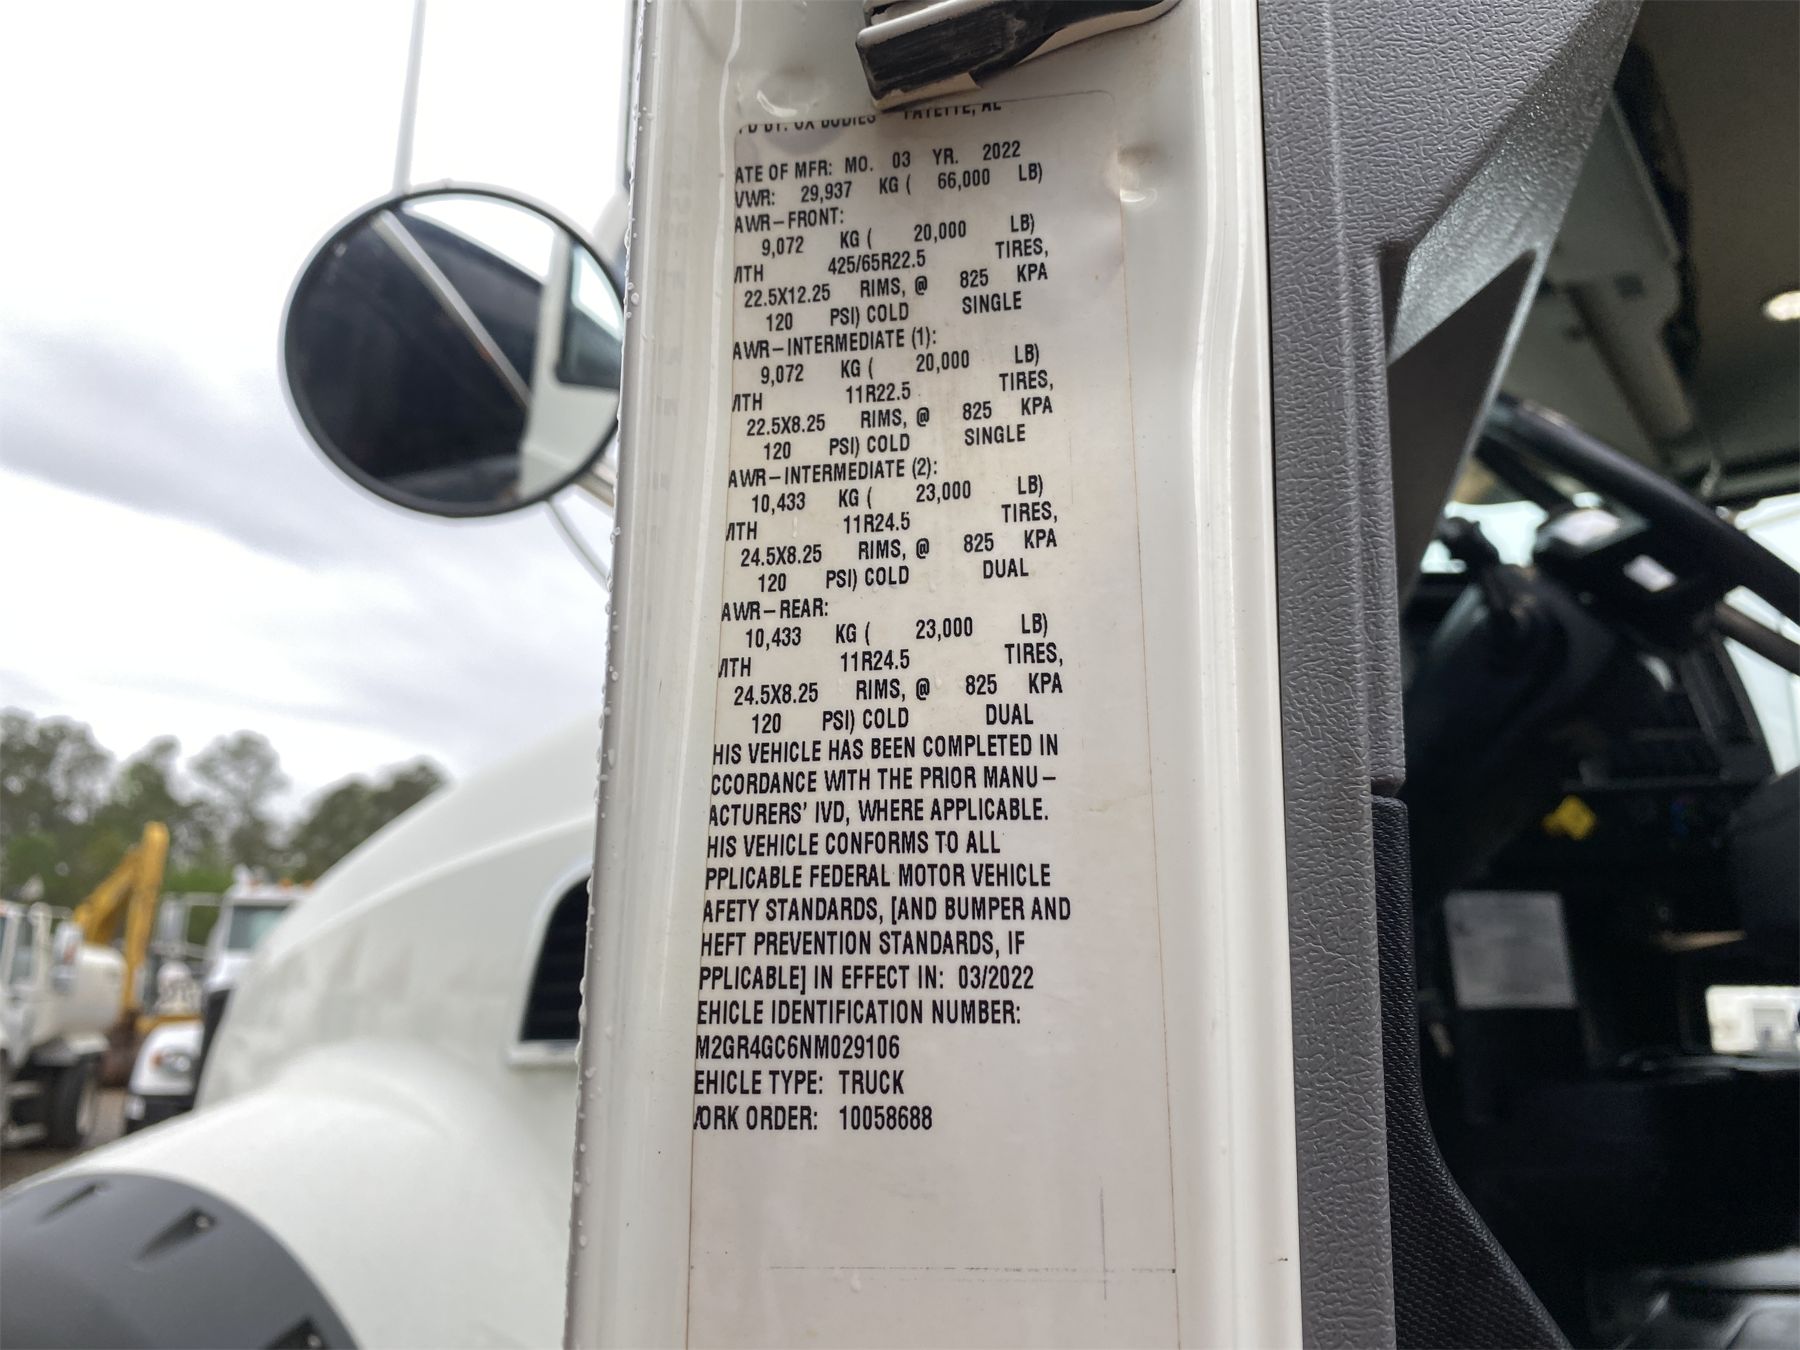 'D BY: OX BODIES FAYETTE, AL
ATE OF MFR: MO. 03 YR. 2022
VWR: 29,937 KG ( 66,000 LB)
AWR-FRONT:
9,072 KG ( 20,000 LB)
ITH 425/65R22.5 TIRES,
22.5X12.25 RIMS, @ 825 KPA
120 PSI) COLD SINGLE
AWR-INTERMEDIATE (1):
9,072 KG ( 20,000 LB)
ITH 11R22.5 TIRES,
22.5X8.25 RIMS, @ 825 KPA
120 PSI) COLD SINGLE
AWR-INTERMEDIATE (2):
10,433 KG ( 23,000 LB)
ITH 11R24.5 TIRES,
24.5X8.25 RIMS, @ 825 KPA
120 PSI) COLD DUAL
AWR-REAR:
10,433 KG ( 23,000 LB)
ITH 11R24.5 TIRES,
24.5X8.25 RIMS, @ 825 KPA
120 PSI) COLD DUAL
HIS VEHICLE HAS BEEN COMPLETED IN
CCORDANCE WITH THE PRIOR MANU-
ACTURERS' IVD, WHERE APPLICABLE.
HIS VEHICLE CONFORMS TO ALL
PPLICABLE FEDERAL MOTOR VEHICLE
AFETY STANDARDS, [AND BUMPER AND
HEFT PREVENTION STANDARDS, IF
PPLICABLE] IN EFFECT IN: 03/2022
EHICLE IDENTIFICATION NUMBER:
M2GR4GC6NM029106
EHICLE TYPE: TRUCK
ORK ORDER: 10058688